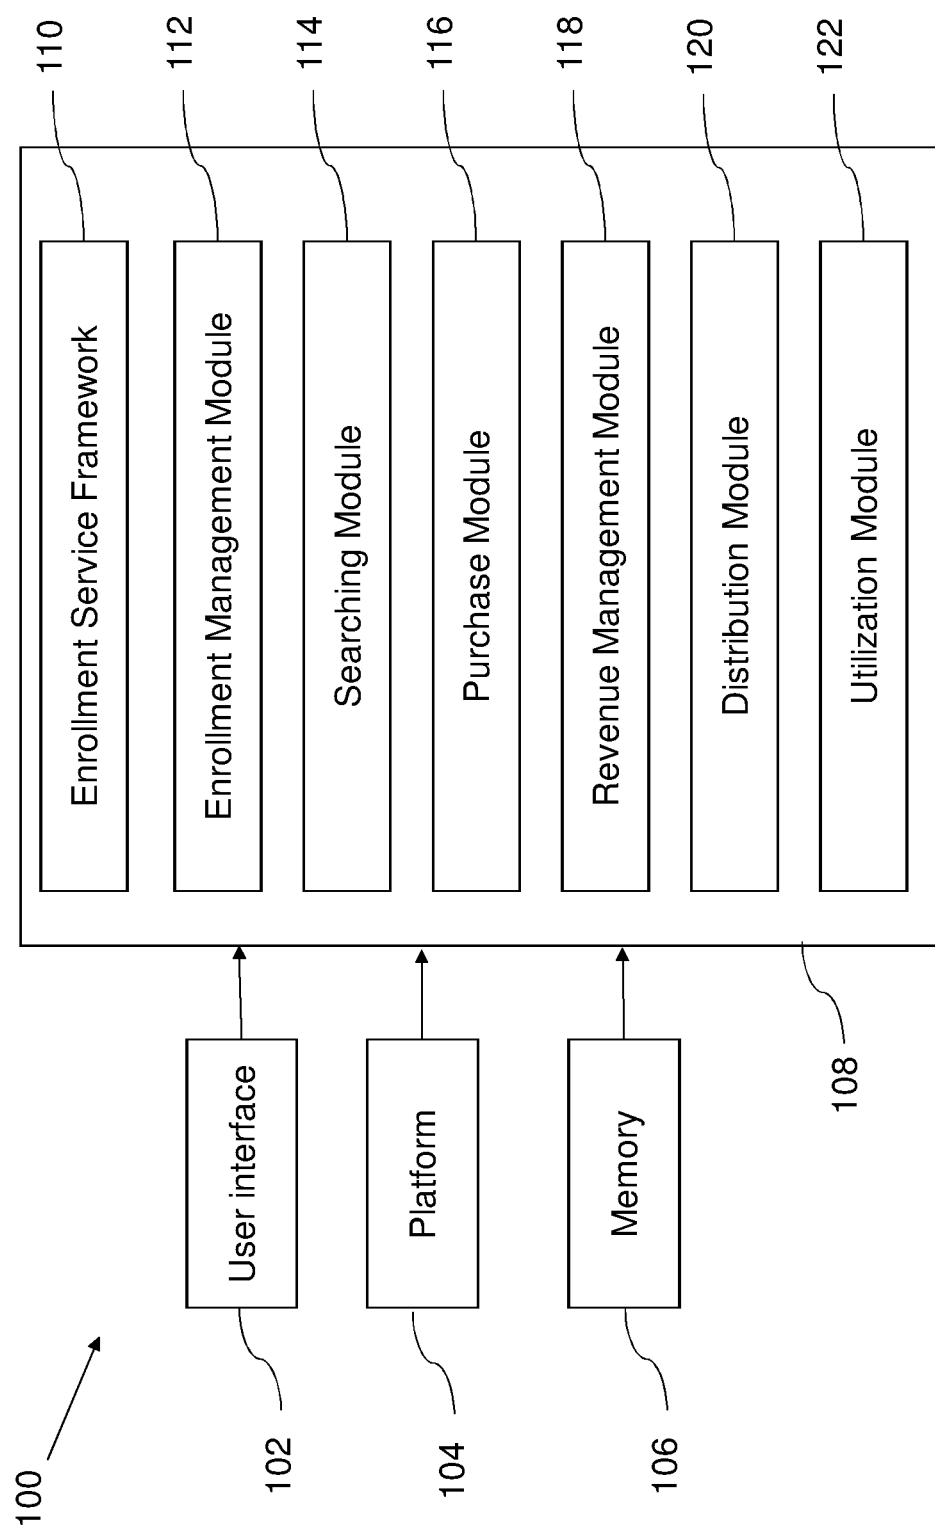 100
102
User interface
104
Platform
106
Memory
108
Enrollment Service Framework
110
Enrollment Management Module
112
Searching Module
114
Purchase Module
116
Revenue Management Module
118
Distribution Module
120
Utilization Module
122